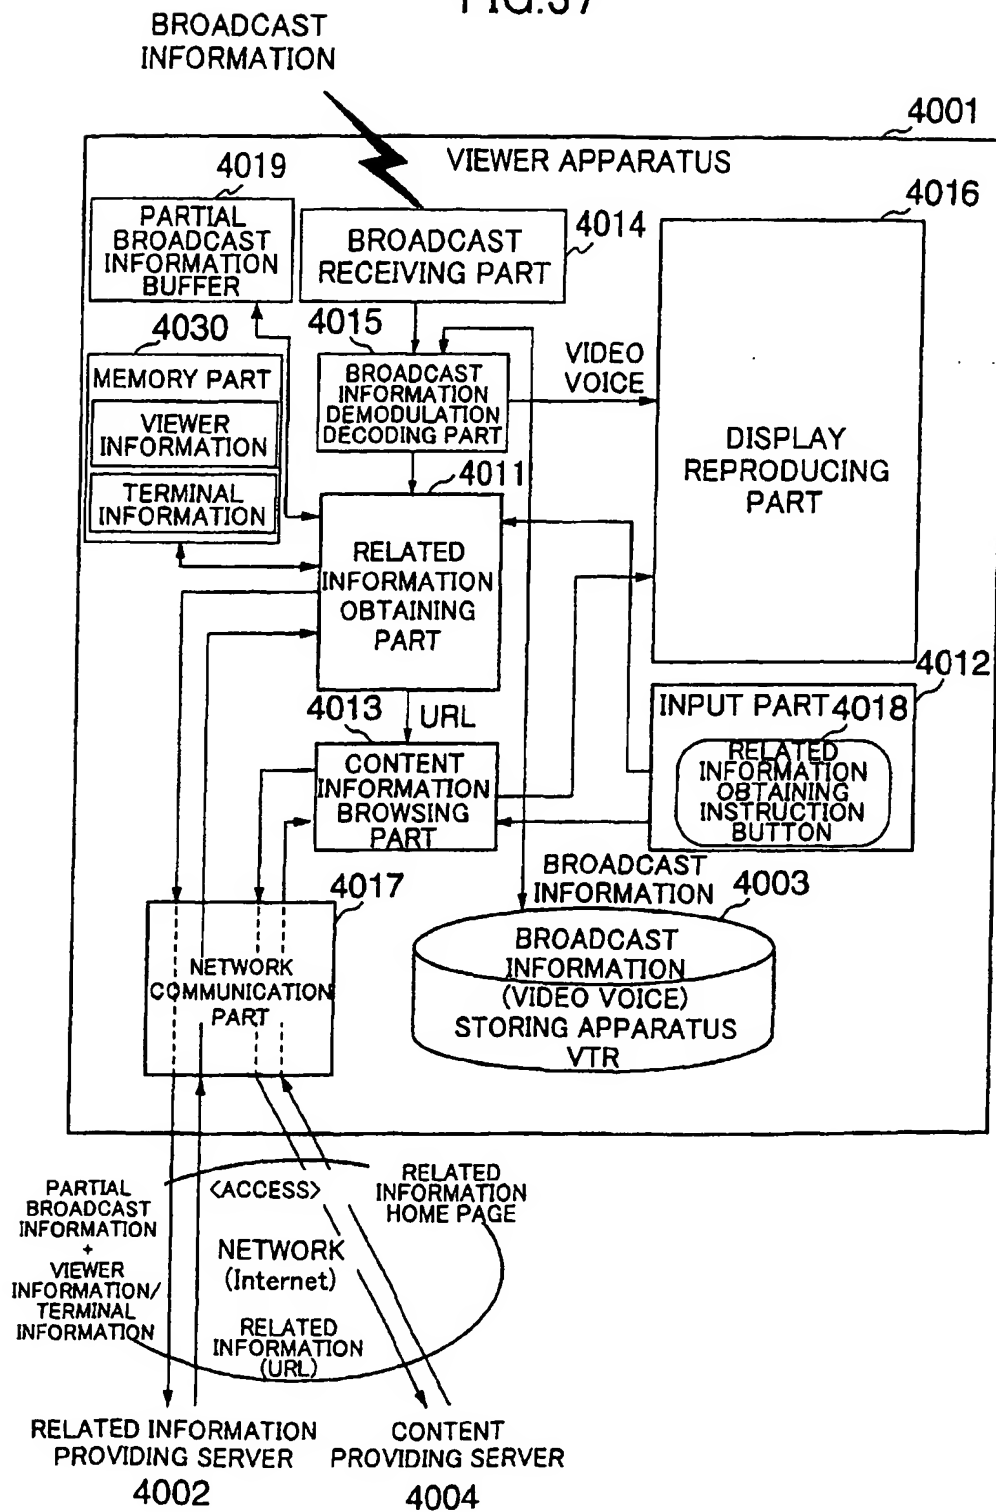 FIG.37
BROADCAST
INFORMATION
4001
VIEWER APPARATUS
4019
PARTIAL
BROADCAST
INFORMATION
BUFFER
BROADCAST
RECEIVING PART
4014
4016
4030
MEMORY PART
VIEWER
INFORMATION
TERMINAL
INFORMATION
4015
BROADCAST
INFORMATION
DEMODULATION
DECODING PART
VIDEO
VOICE
DISPLAY
REPRODUCING
PART
4011
RELATED
INFORMATION
OBTAINING
PART
4012
INPUT PART
4018
RELATED
INFORMATION
OBTAINING
INSTRUCTION
BUTTON
4013
URL
CONTENT
INFORMATION
BROWSING
PART
BROADCAST
INFORMATION
4003
BROADCAST
INFORMATION
(VIDEO VOICE)
STORING APPARATUS
VTR
4017
NETWORK
COMMUNICATION
PART
PARTIAL
BROADCAST
INFORMATION
+
VIEWER
INFORMATION/
TERMINAL
INFORMATION
<ACCESS>
RELATED
INFORMATION
HOME PAGE
NETWORK
(Internet)
RELATED
INFORMATION
(URL)
RELATED INFORMATION
PROVIDING SERVER
4002
CONTENT
PROVIDING SERVER
4004